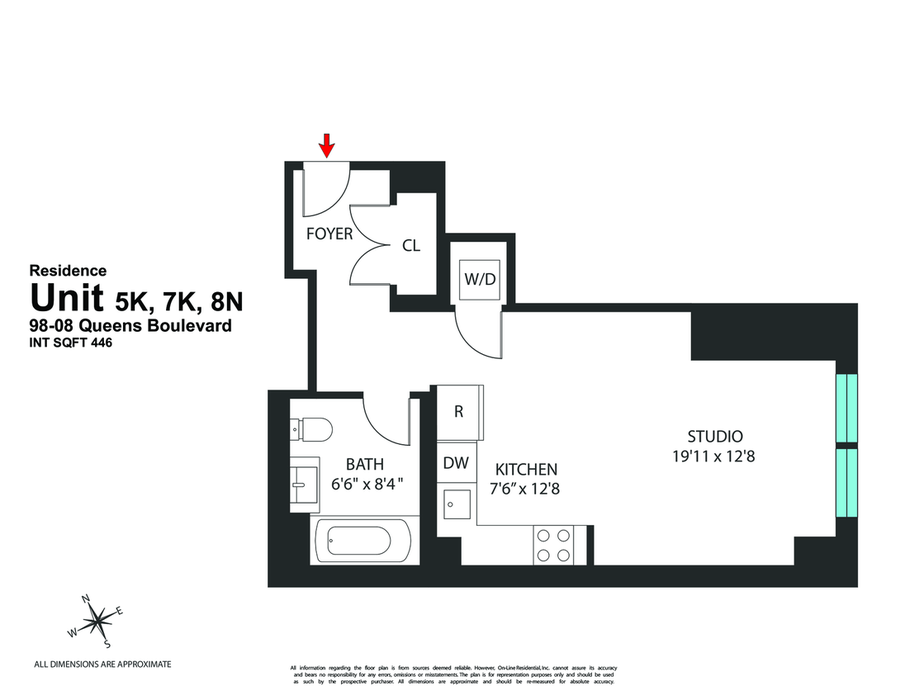 Residence
Unit 5K, 7K, 8N
98-08 Queens Boulevard
INT SQFT 446
FOYER
CL
W/D
R
DW
BATH
6'6" x 8'4"
KITCHEN
7'6” x 12'8
STUDIO
19'11 x 12'8
N
E
W
S
ALL DIMENSIONS ARE APPROXIMATE
All information regarding the floor plan is from sources deemed reliable. However, On-Line Residential, Inc. cannot assure its accuracy
and bears no responsibility for any errors, omissions or misstatements. The plan is for representation purposes only and should be used
as such by the prospective purchaser. All dimensions are approximate and should be re-measured for absolute accuracy.